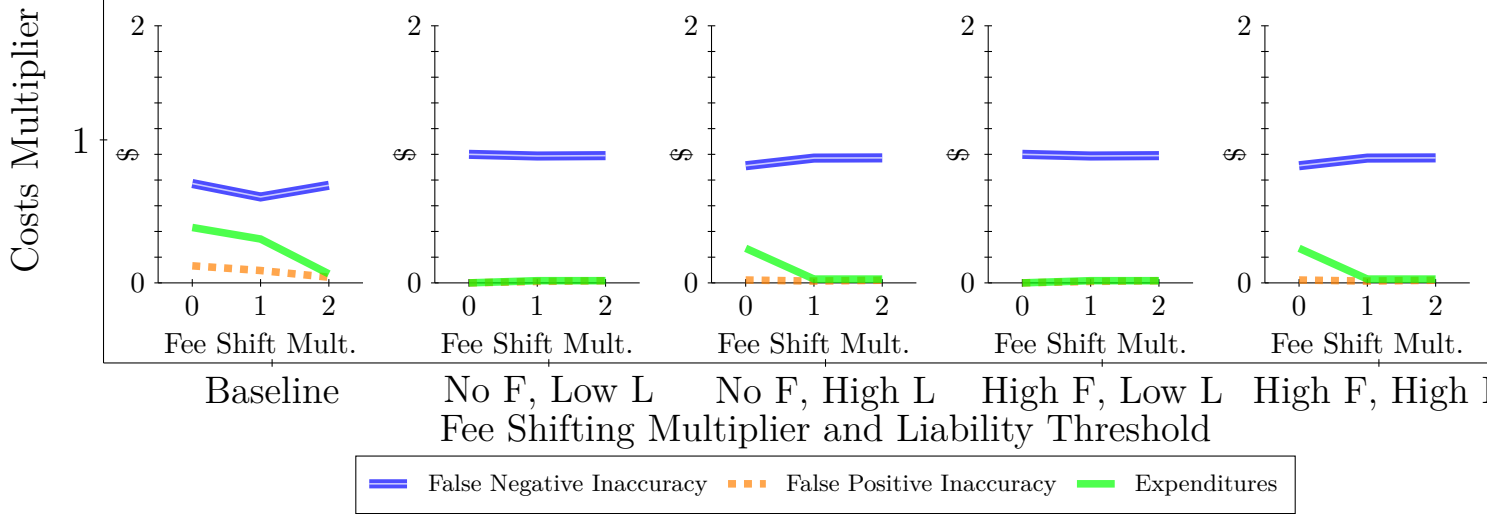 Costs Multiplier
1
2
$
0
0 1 2
Fee Shift Mult.
Baseline
2
$
0
0 1 2
Fee Shift Mult.
No F, Low L
2
$
0
0 1 2
Fee Shift Mult.
No F, High L
2
$
0
0 1 2
Fee Shift Mult.
High F, Low L
2
$
0
0 1 2
Fee Shift Mult.
High F, High
Fee Shifting Multiplier and Liability Threshold
False Negative Inaccuracy False Positive Inaccuracy Expenditures